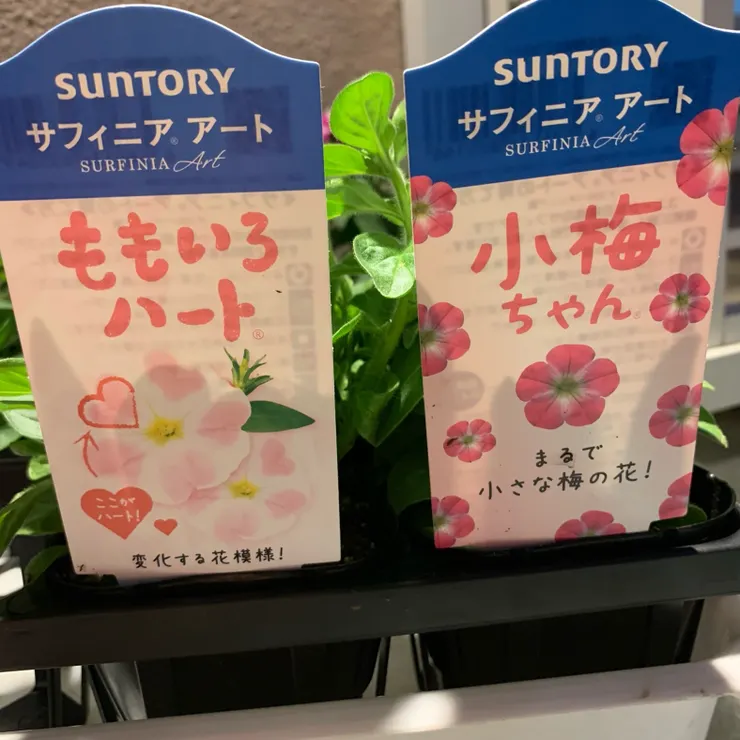 SUNTORY
サフィニア® アート
SURFINIA Art
ももいろ
ハート®
ここが
ハート!
変化する花模様!
SUNTORY
サフィニア® アート
SURFINIA Art
小梅
ちゃん®
まるで
小さな梅の花!